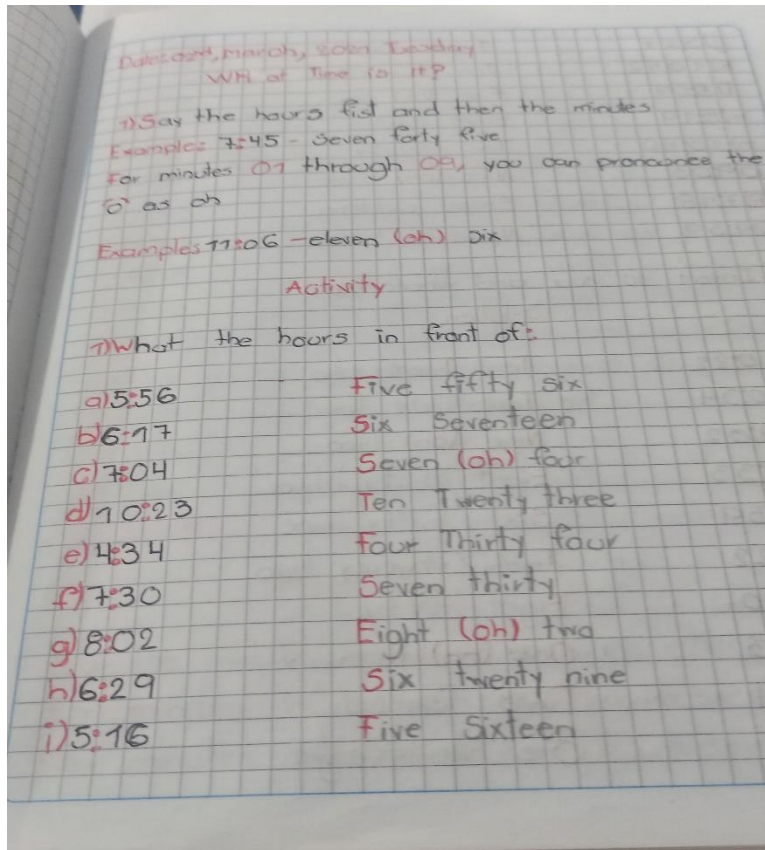 March,
What Time is it?
1) Say the hours fist and then the minutes
Example: 7:45 - Seven forty five
For minutes 01 through 09, you can pronounce the
"o" as oh
Examples 11:06 - eleven (oh) six
Activity
1) What the hours in front of:
a) 5:56 Five fifty six
b) 6:17 Six Seventeen
c) 7:04 Seven (oh) four
d) 10:23 Ten Twenty three
e) 4:34 Four Thirty four
f) 7:30 Seven thirty
g) 8:02 Eight (oh) two
h) 6:29 Six twenty nine
i) 5:16 Five Sixteen